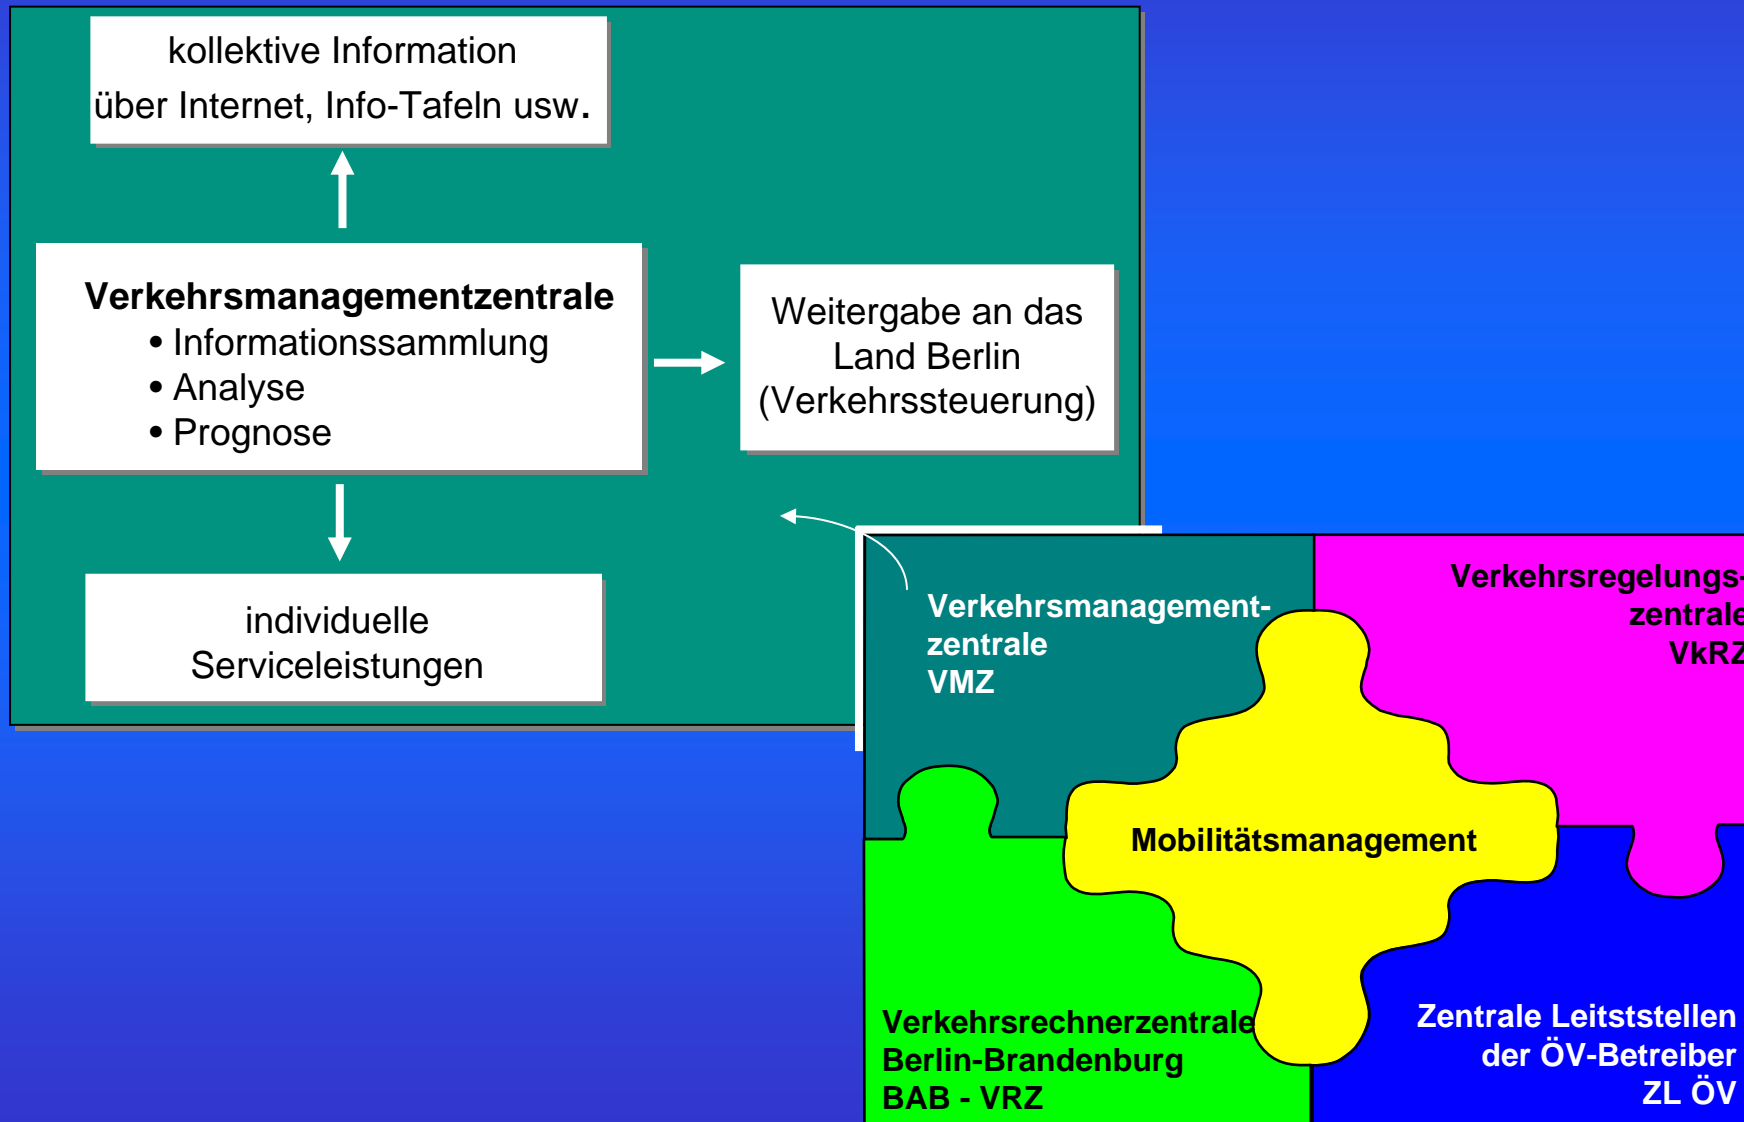 kollektive Information
über Internet, Info-Tafeln usw.
Verkehrsmanagementzentrale
• Informationssammlung
• Analyse
• Prognose
Weitergabe an das
Land Berlin
(Verkehrssteuerung)
individuelle
Serviceleistungen
Verkehrsmanagement-
zentrale
VMZ
Verkehrsregelungs-
zentrale
VkRZ
Mobilitätsmanagement
Verkehrsrechnerzentrale
Berlin-Brandenburg
BAB - VRZ
Zentrale Leitststellen
der ÖV-Betreiber
ZL ÖV